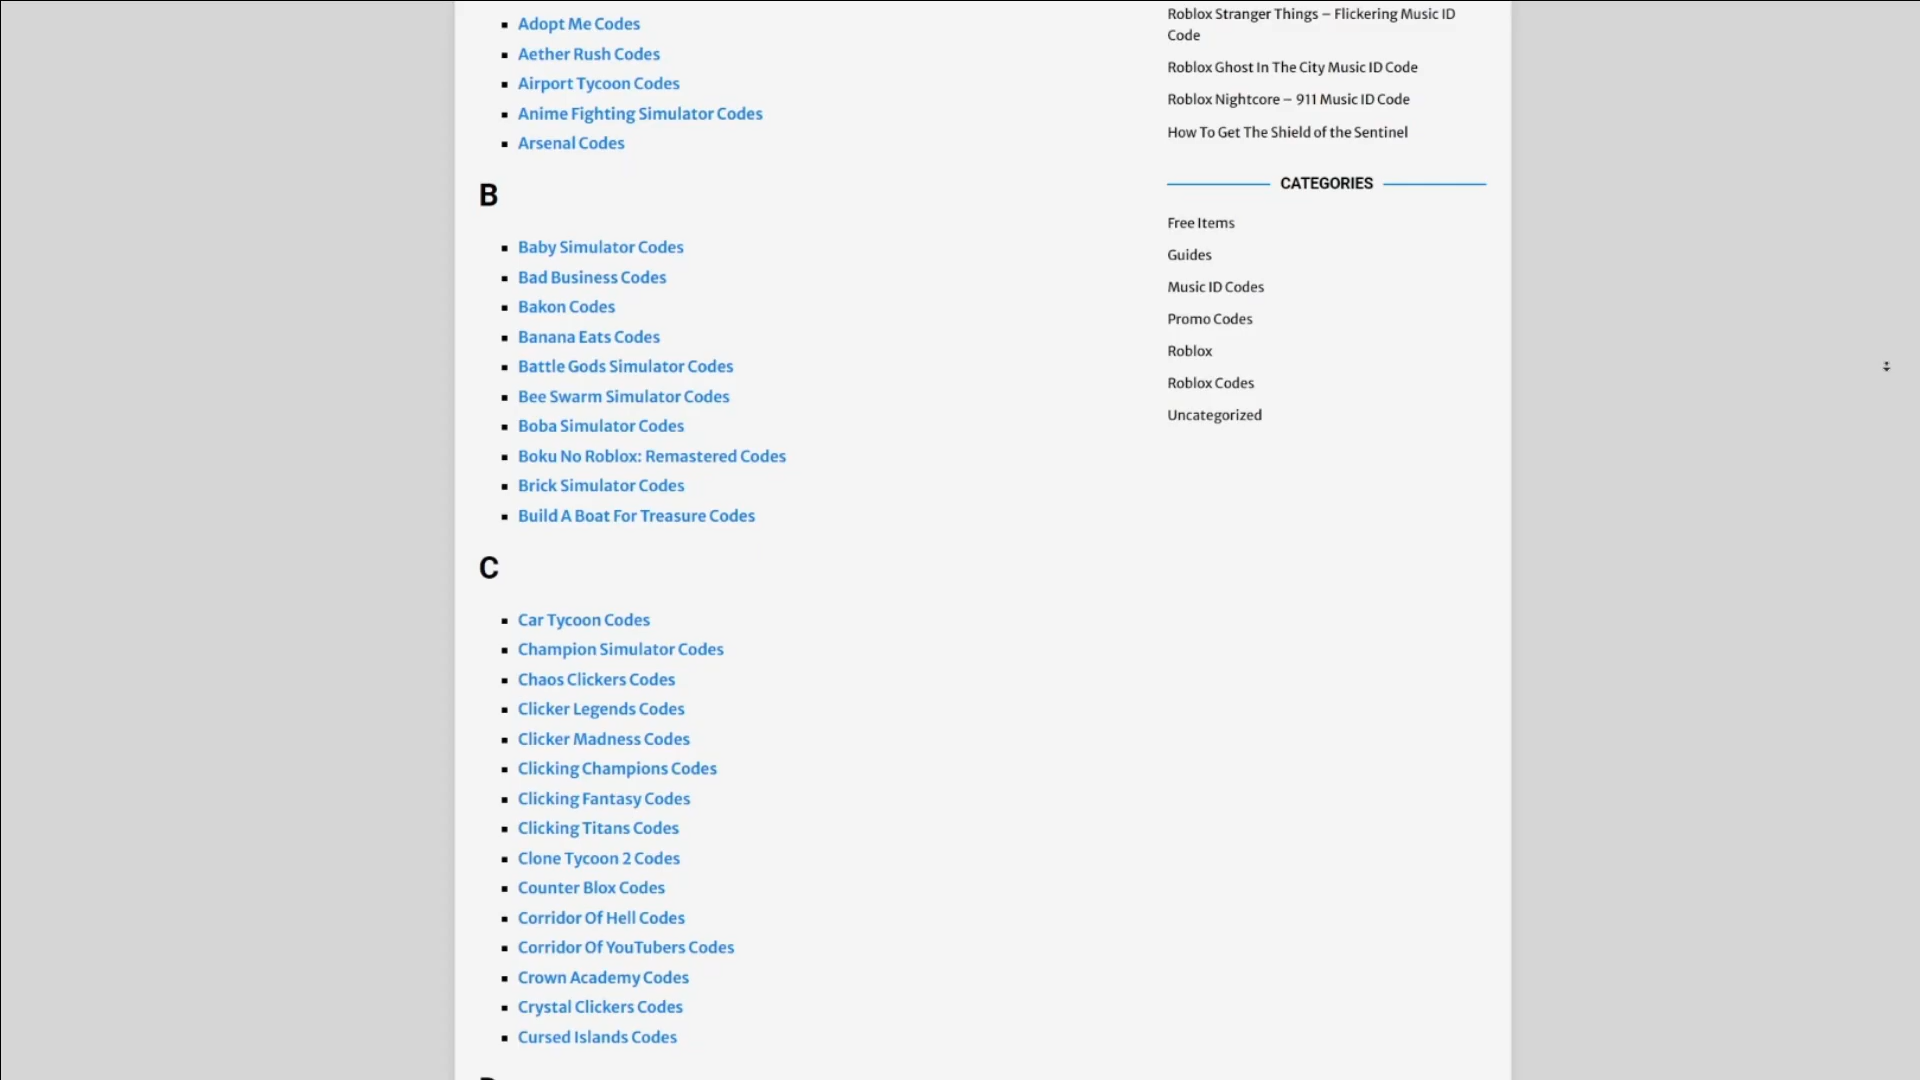 Adopt Me Codes
Aether Rush Codes
Airport Tycoon Codes
Anime Fighting Simulator Codes
Arsenal Codes
B
Baby Simulator Codes
Bad Business Codes
Bakon Codes
Banana Eats Codes
Battle Gods Simulator Codes
Bee Swarm Simulator Codes
Boba Simulator Codes
Boku No Roblox: Remastered Codes
Brick Simulator Codes
Build A Boat For Treasure Codes
C
Car Tycoon Codes
Champion Simulator Codes
Chaos Clickers Codes
Clicker Legends Codes
Clicker Madness Codes
Clicking Champions Codes
Clicking Fantasy Codes
Clicking Titans Codes
Clone Tycoon 2 Codes
Counter Blox Codes
Corridor Of Hell Codes
Corridor Of YouTubers Codes
Crown Academy Codes
Crystal Clickers Codes
Cursed Islands Codes
Roblox Stranger Things – Flickering Music ID
Code
Roblox Ghost In The City Music ID Code
Roblox Nightcore – 911 Music ID Code
How To Get The Shield of the Sentinel
CATEGORIES
Free Items
Guides
Music ID Codes
Promo Codes
Roblox
Roblox Codes
Uncategorized